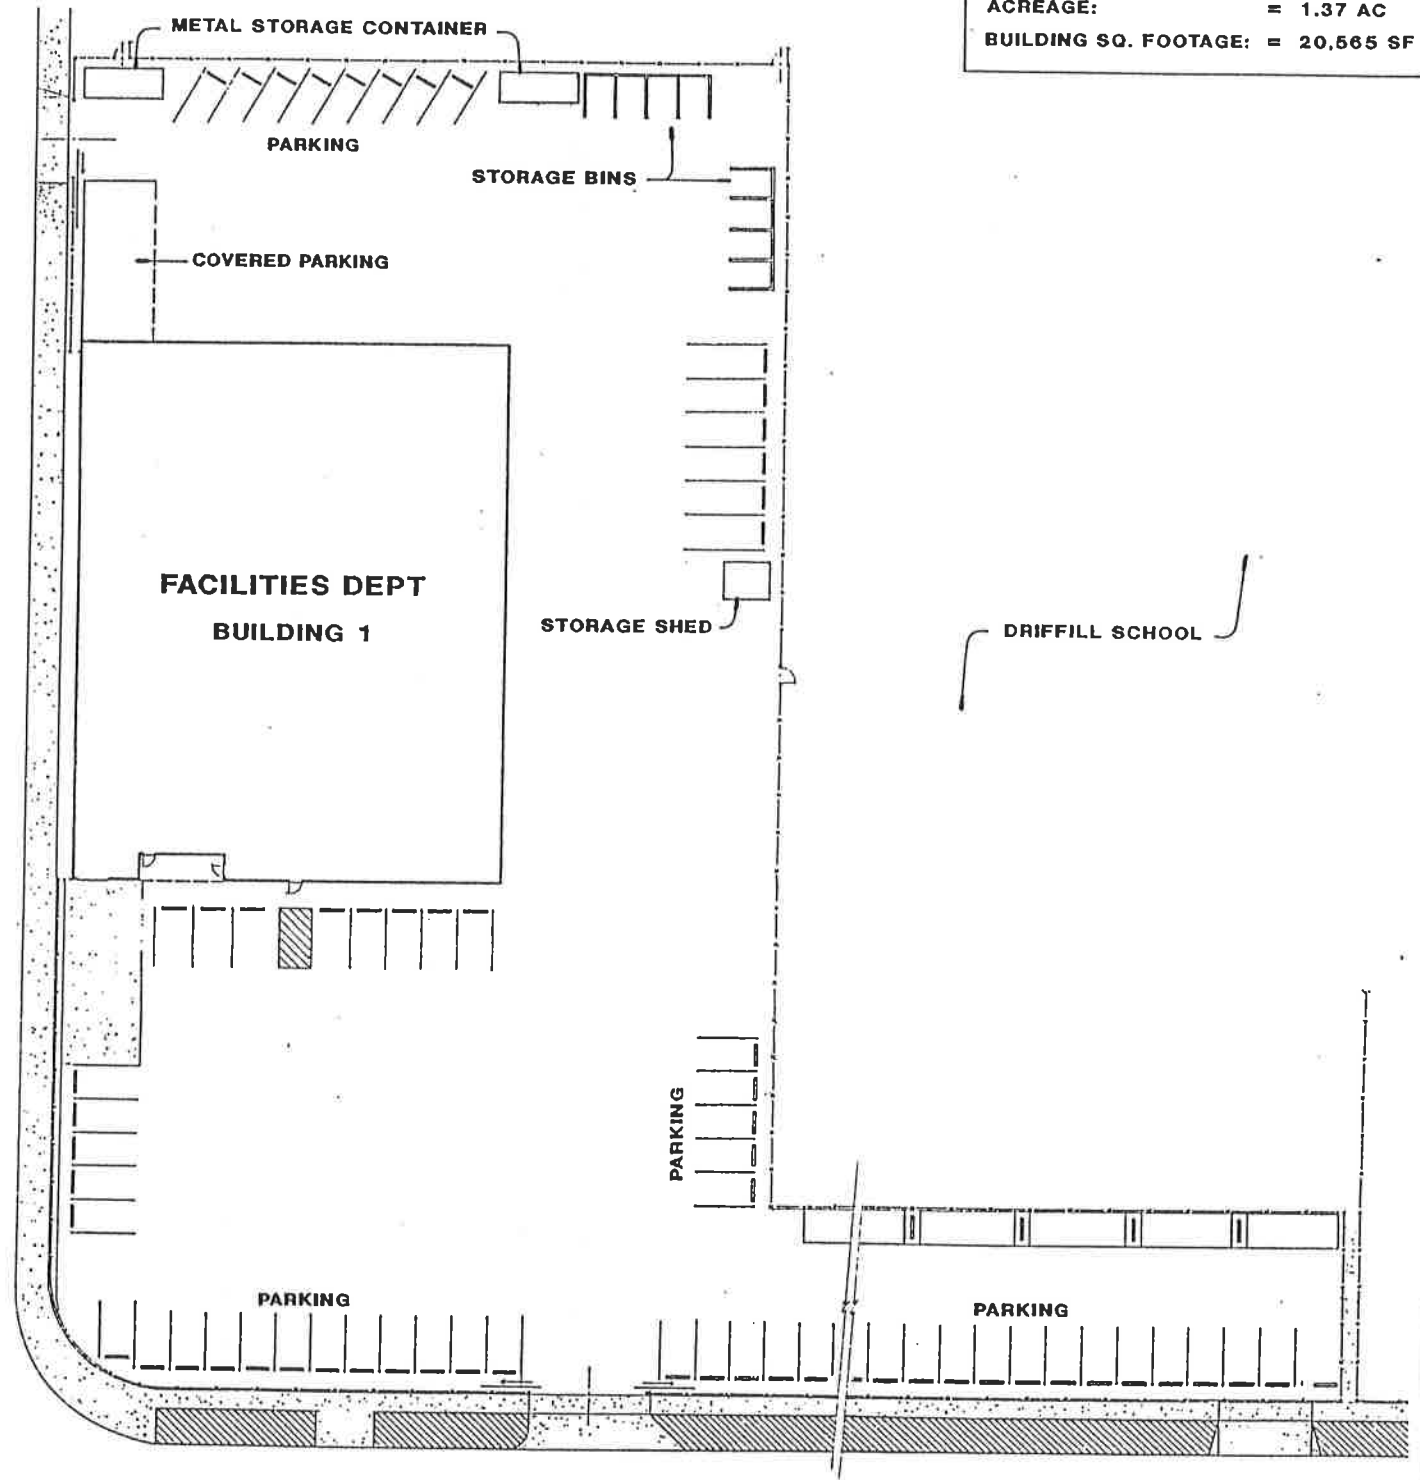 ACREAGE: = 1.37 AC
BUILDING SQ. FOOTAGE: = 20,565 SF
METAL STORAGE CONTAINER
PARKING
STORAGE BINS
COVERED PARKING
FACILITIES DEPT
BUILDING 1
STORAGE SHED
DRIFFILL SCHOOL
PARKING
PARKING
PARKING